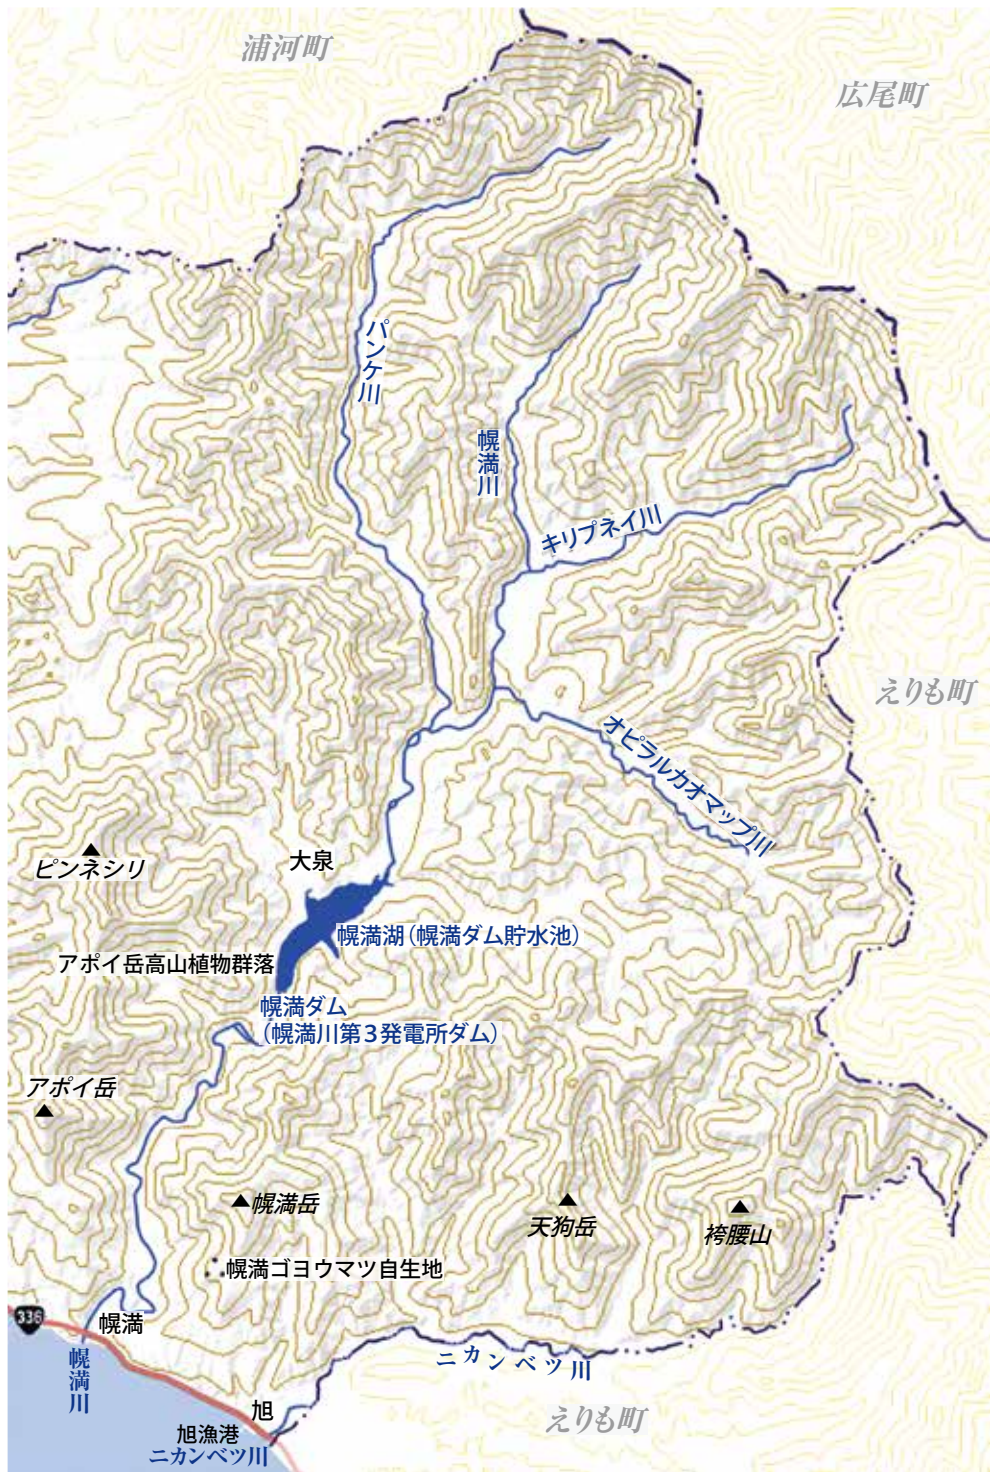 浦河町
広尾町
パンケ川
幌満川
キリプネイ川
えりも町
オピラルカオマップ川
ピンネシリ
大泉
幌満湖(幌満ダム貯水池)
アポイ岳高山植物群落
幌満ダム
(幌満川第3発電所ダム)
アポイ岳
幌満岳
天狗岳
袴腰山
幌満ゴヨウマツ自生地
336
幌満
幌満川
ニカンベツ川
旭
えりも町
旭漁港
ニカンベツ川